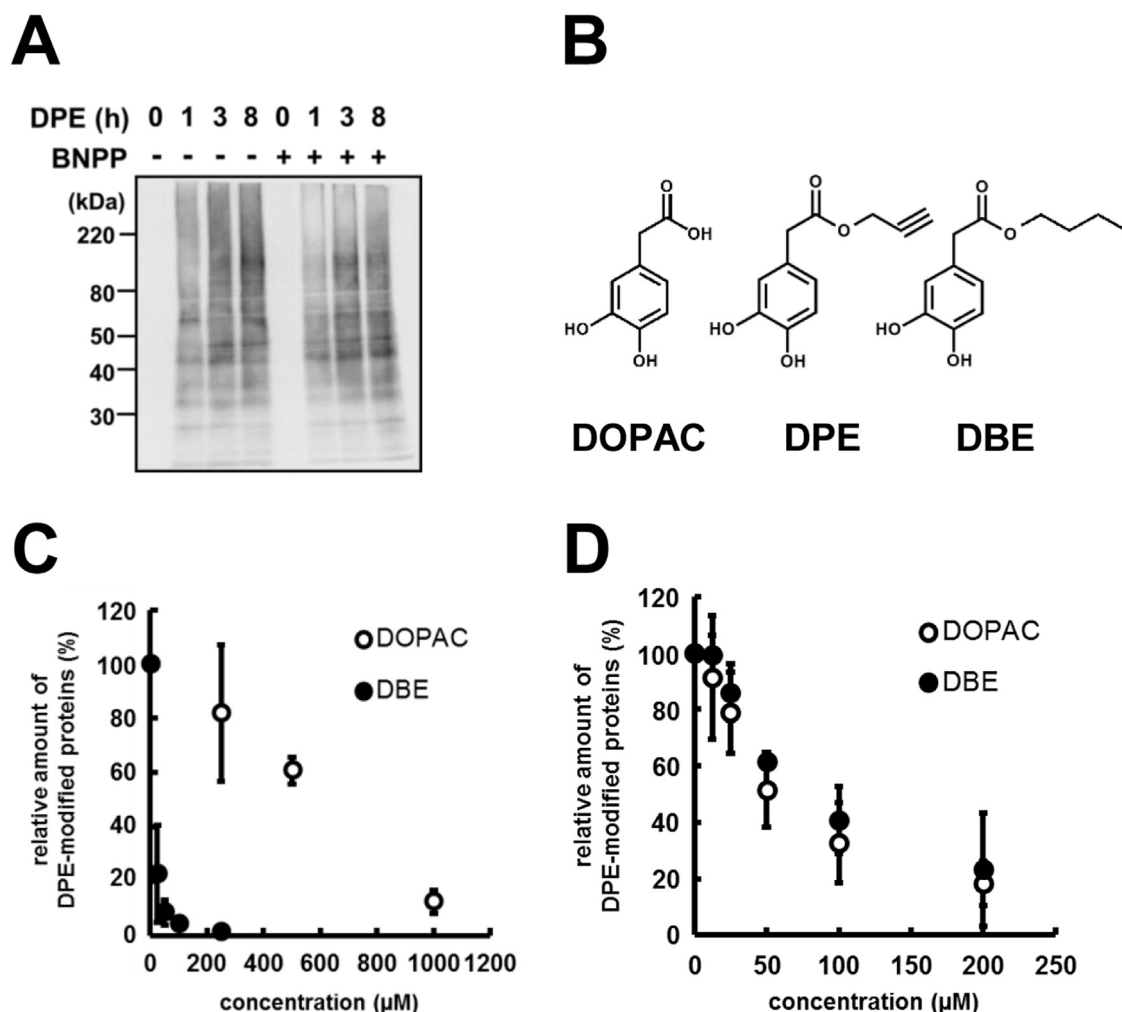 A
DPE (h) 0 1 3 8 0 1 3 8
BNPP - - - - + + + +
(kDa)
220
80
50
40
30
B
O
OH
HO
OH
O
O
HO
OH
O
O
HO
OH
DOPAC DPE DBE
C
relative amount of
DPE-modified proteins (%)
120
100
80
60
40
20
0
DOPAC
DBE
0 200 400 600 800 1000 1200
concentration (µM)
D
relative amount of
DPE-modified proteins (%)
120
100
80
60
40
20
0
DOPAC
DBE
0 50 100 150 200 250
concentration (µM)